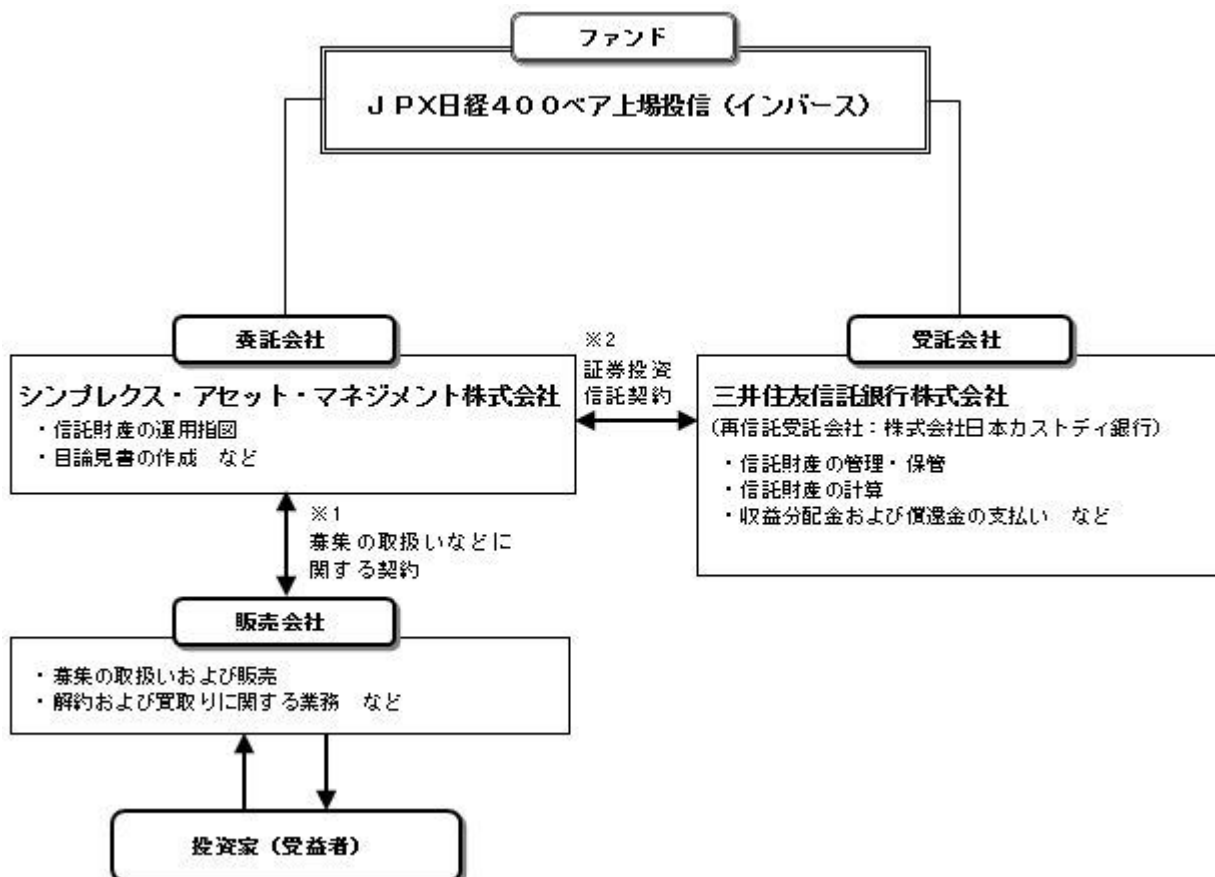 ファンド
JPX日経400ベア上場投信(インバース)
委託会社
シンプレクス・アセット・マネジメント株式会社
・信託財産の運用指図
・目論見書の作成 など
※2
証券投資
信託契約
受託会社
三井住友信託銀行株式会社
(再信託受託会社:株式会社日本カストディ銀行)
・信託財産の管理・保管
・信託財産の計算
・収益分配金および償還金の支払い など
※1
募集の取扱いなどに
関する契約
販売会社
・募集の取扱いおよび販売
・解約および買取りに関する業務 など
投資家(受益者)